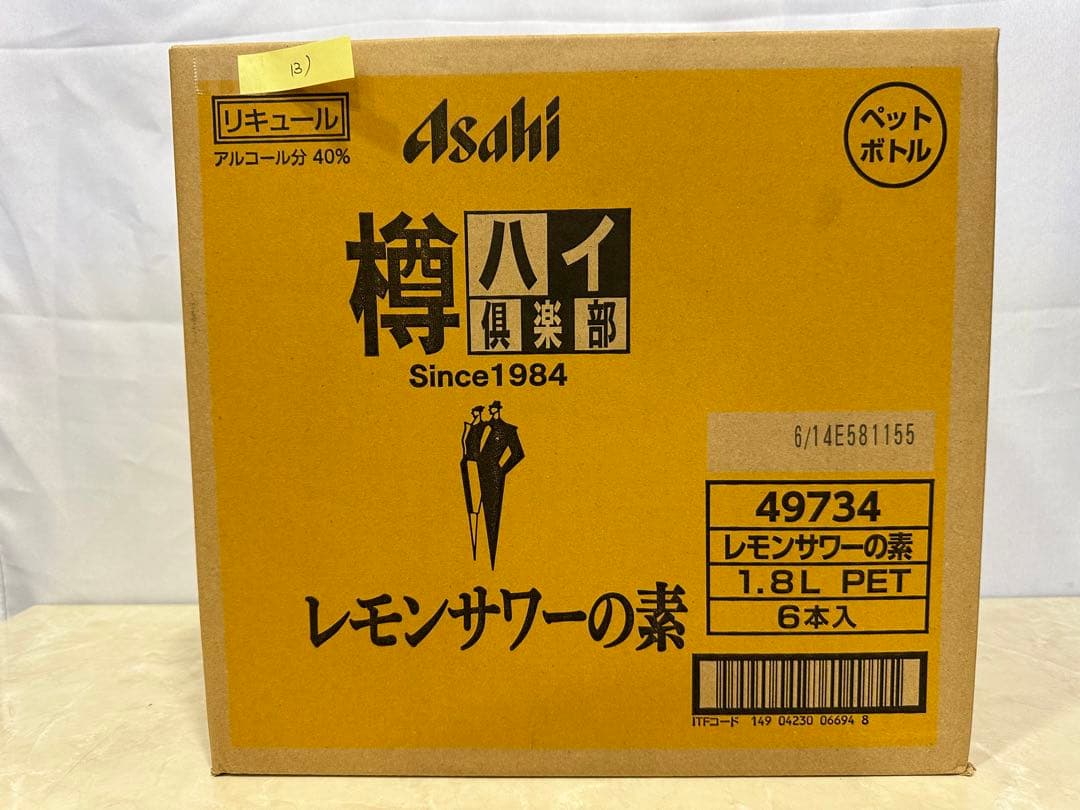 13)
リキュール
アルコール分 40%
Asahi
ペット
ボトル
樽ハイ
倶楽部
Since1984
6/14E581155
49734
レモンサワーの素
1.8L PET
6本入
レモンサワーの素
ITFコード 149 04230 06694 8